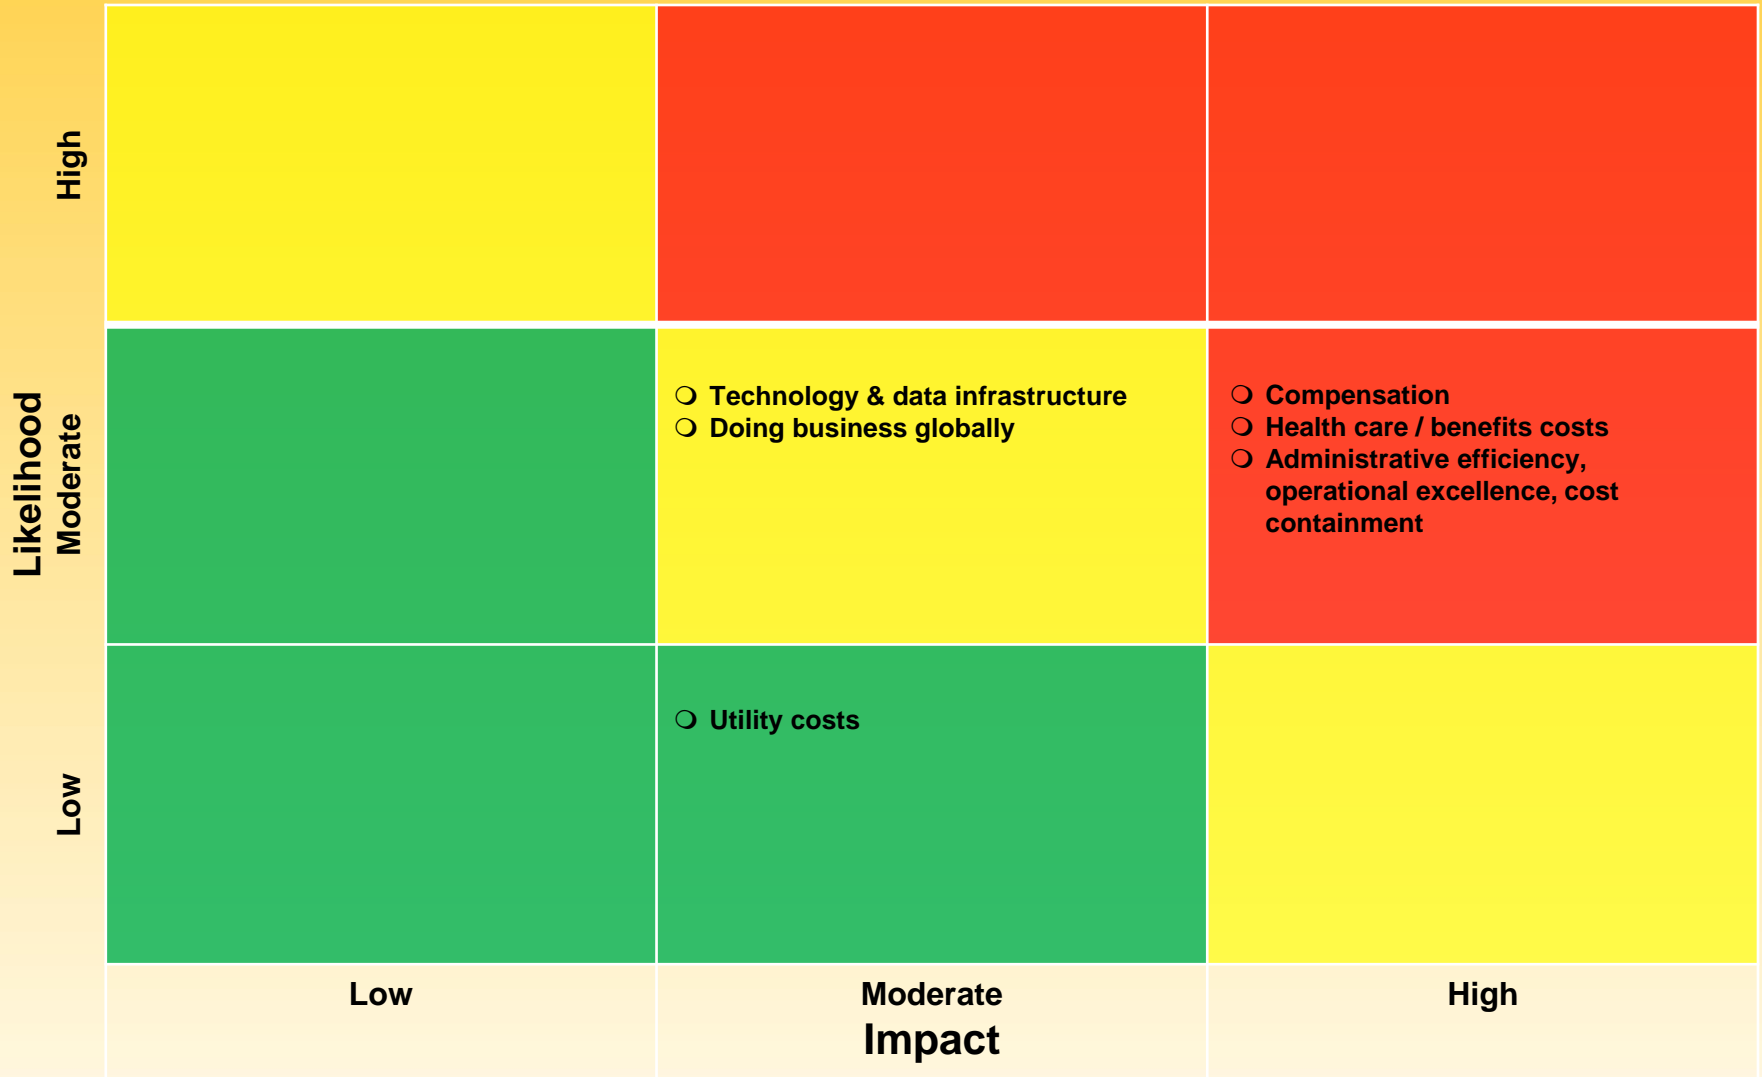 High
Likelihood
Moderate
❍ Technology & data infrastructure
❍ Doing business globally
❍ Compensation
❍ Health care / benefits costs
❍ Administrative efficiency,
operational excellence, cost
containment
Low
❍ Utility costs
Low
Moderate
High
Impact